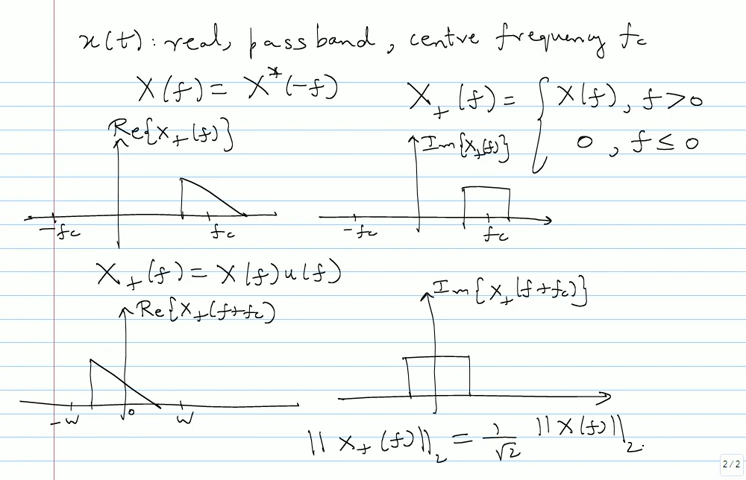 x(t): real, passband, centre frequency fc
X(f) = X*(-f)
X+(f) = { X(f), f > 0
0, f ≤ 0
Re{X+(f)}
Im{X+(f)}
-fc fc
-fc fc
X+(f) = X(f)u(f)
Re{X+(f+fc)}
Im{X+(f+fc)}
-W 0 W
||X+(f)||2 = 1/√2 ||X(f)||2.
2/2